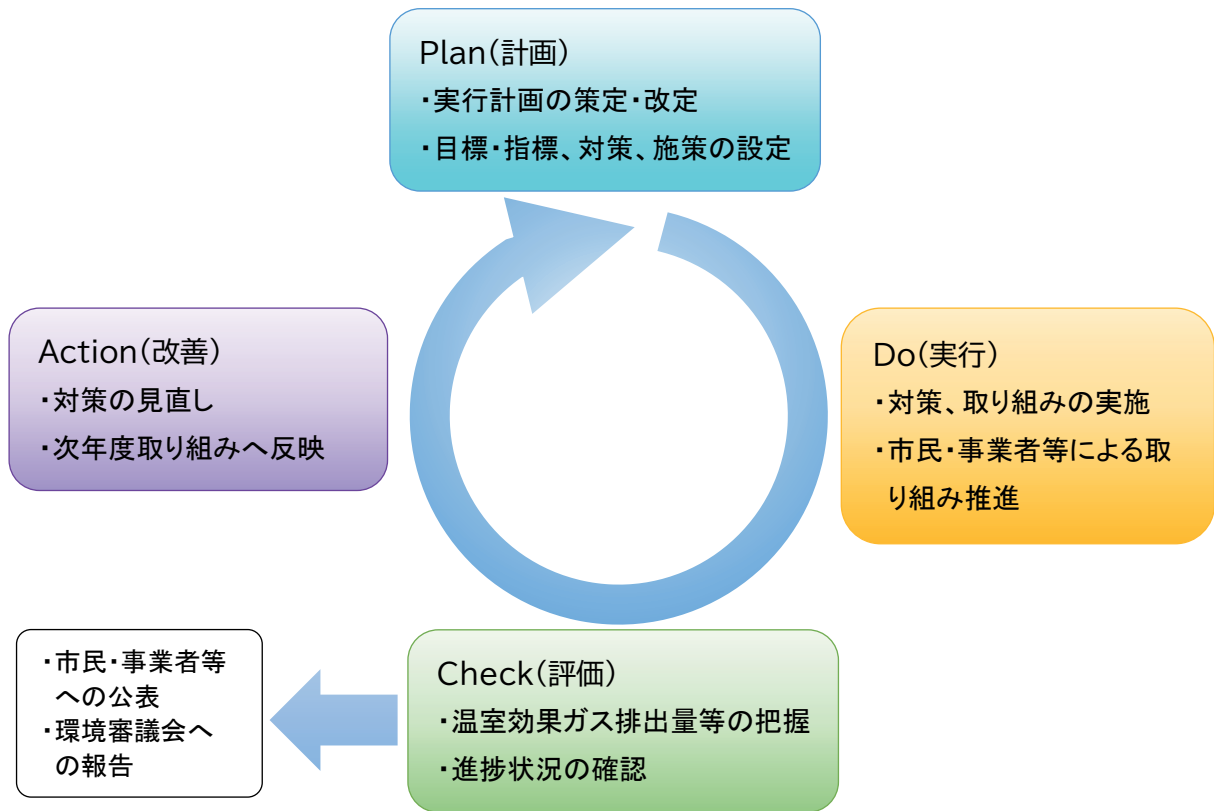 Plan(計画)
・実行計画の策定・改定
・目標・指標、対策、施策の設定
Do(実行)
・対策、取り組みの実施
・市民・事業者等による取
り組み推進
Check(評価)
・温室効果ガス排出量等の把握
・進捗状況の確認
・市民・事業者等
への公表
・環境審議会へ
の報告
Action(改善)
・対策の見直し
・次年度取り組みへ反映